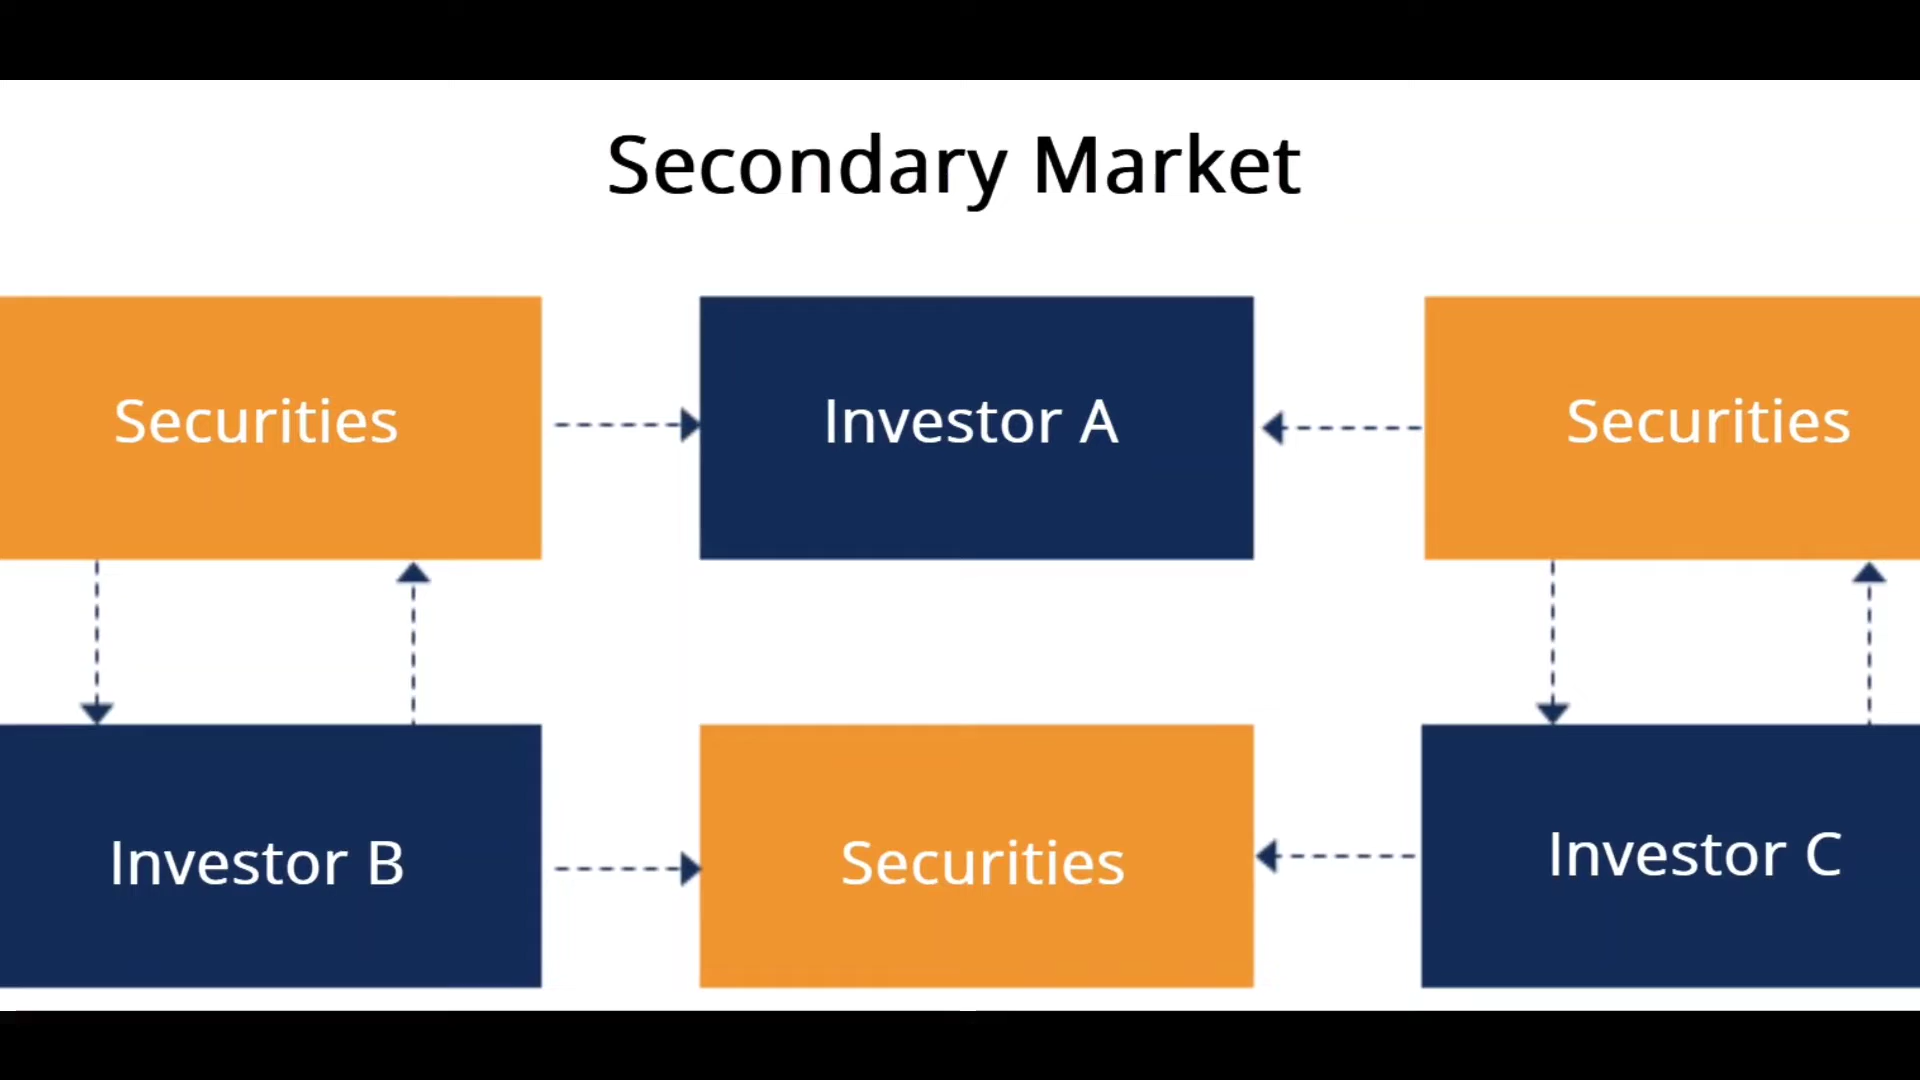 Secondary Market
Securities
Investor A
Securities
Investor B
Securities
Investor C